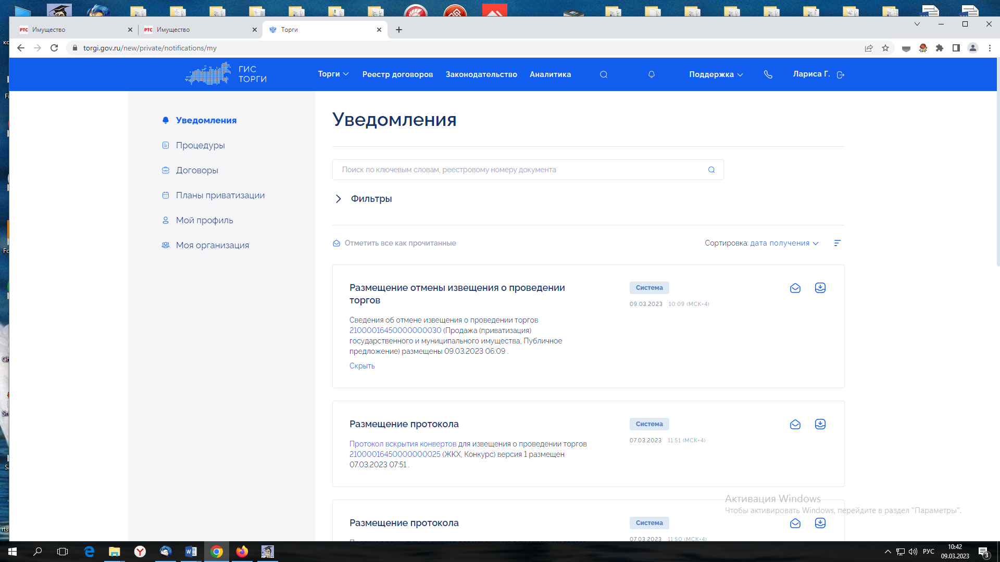 РТС Имущество
РТС Имущество
Торги
torgi.gov.ru/new/private/notifications/my
ГИС
ТОРГИ
Торги
Реестр договоров
Законодательство
Аналитика
Поддержка
Лариса Г.
Уведомления
Процедуры
Договоры
Планы приватизации
Мой профиль
Моя организация
Уведомления
Поиск по ключевым словам, реестровому номеру документа
Фильтры
Отметить все как прочитанные
Сортировка: дата получения
Размещение отмены извещения о проведении
торгов
Система
09.03.2023 10:09 (МСК+4)
Сведения об отмене извещения о проведении торгов
21000016450000000030 (Продажа (приватизация)
государственного и муниципального имущества, Публичное
предложение) размещены 09.03.2023 06:09 .
Скрыть
Размещение протокола
Система
07.03.2023 11:51 (МСК+4)
Протокол вскрытия конвертов для извещения о проведении торгов
21000016450000000025 (ЖКХ, Конкурс) версия 1 размещен
07.03.2023 07:51 .
Размещение протокола
Система
07.03.2023 11:50 (МСК+4)
Активация Windows
Чтобы активировать Windows, перейдите в раздел "Параметры".
РУС
10:42
09.03.2023
3